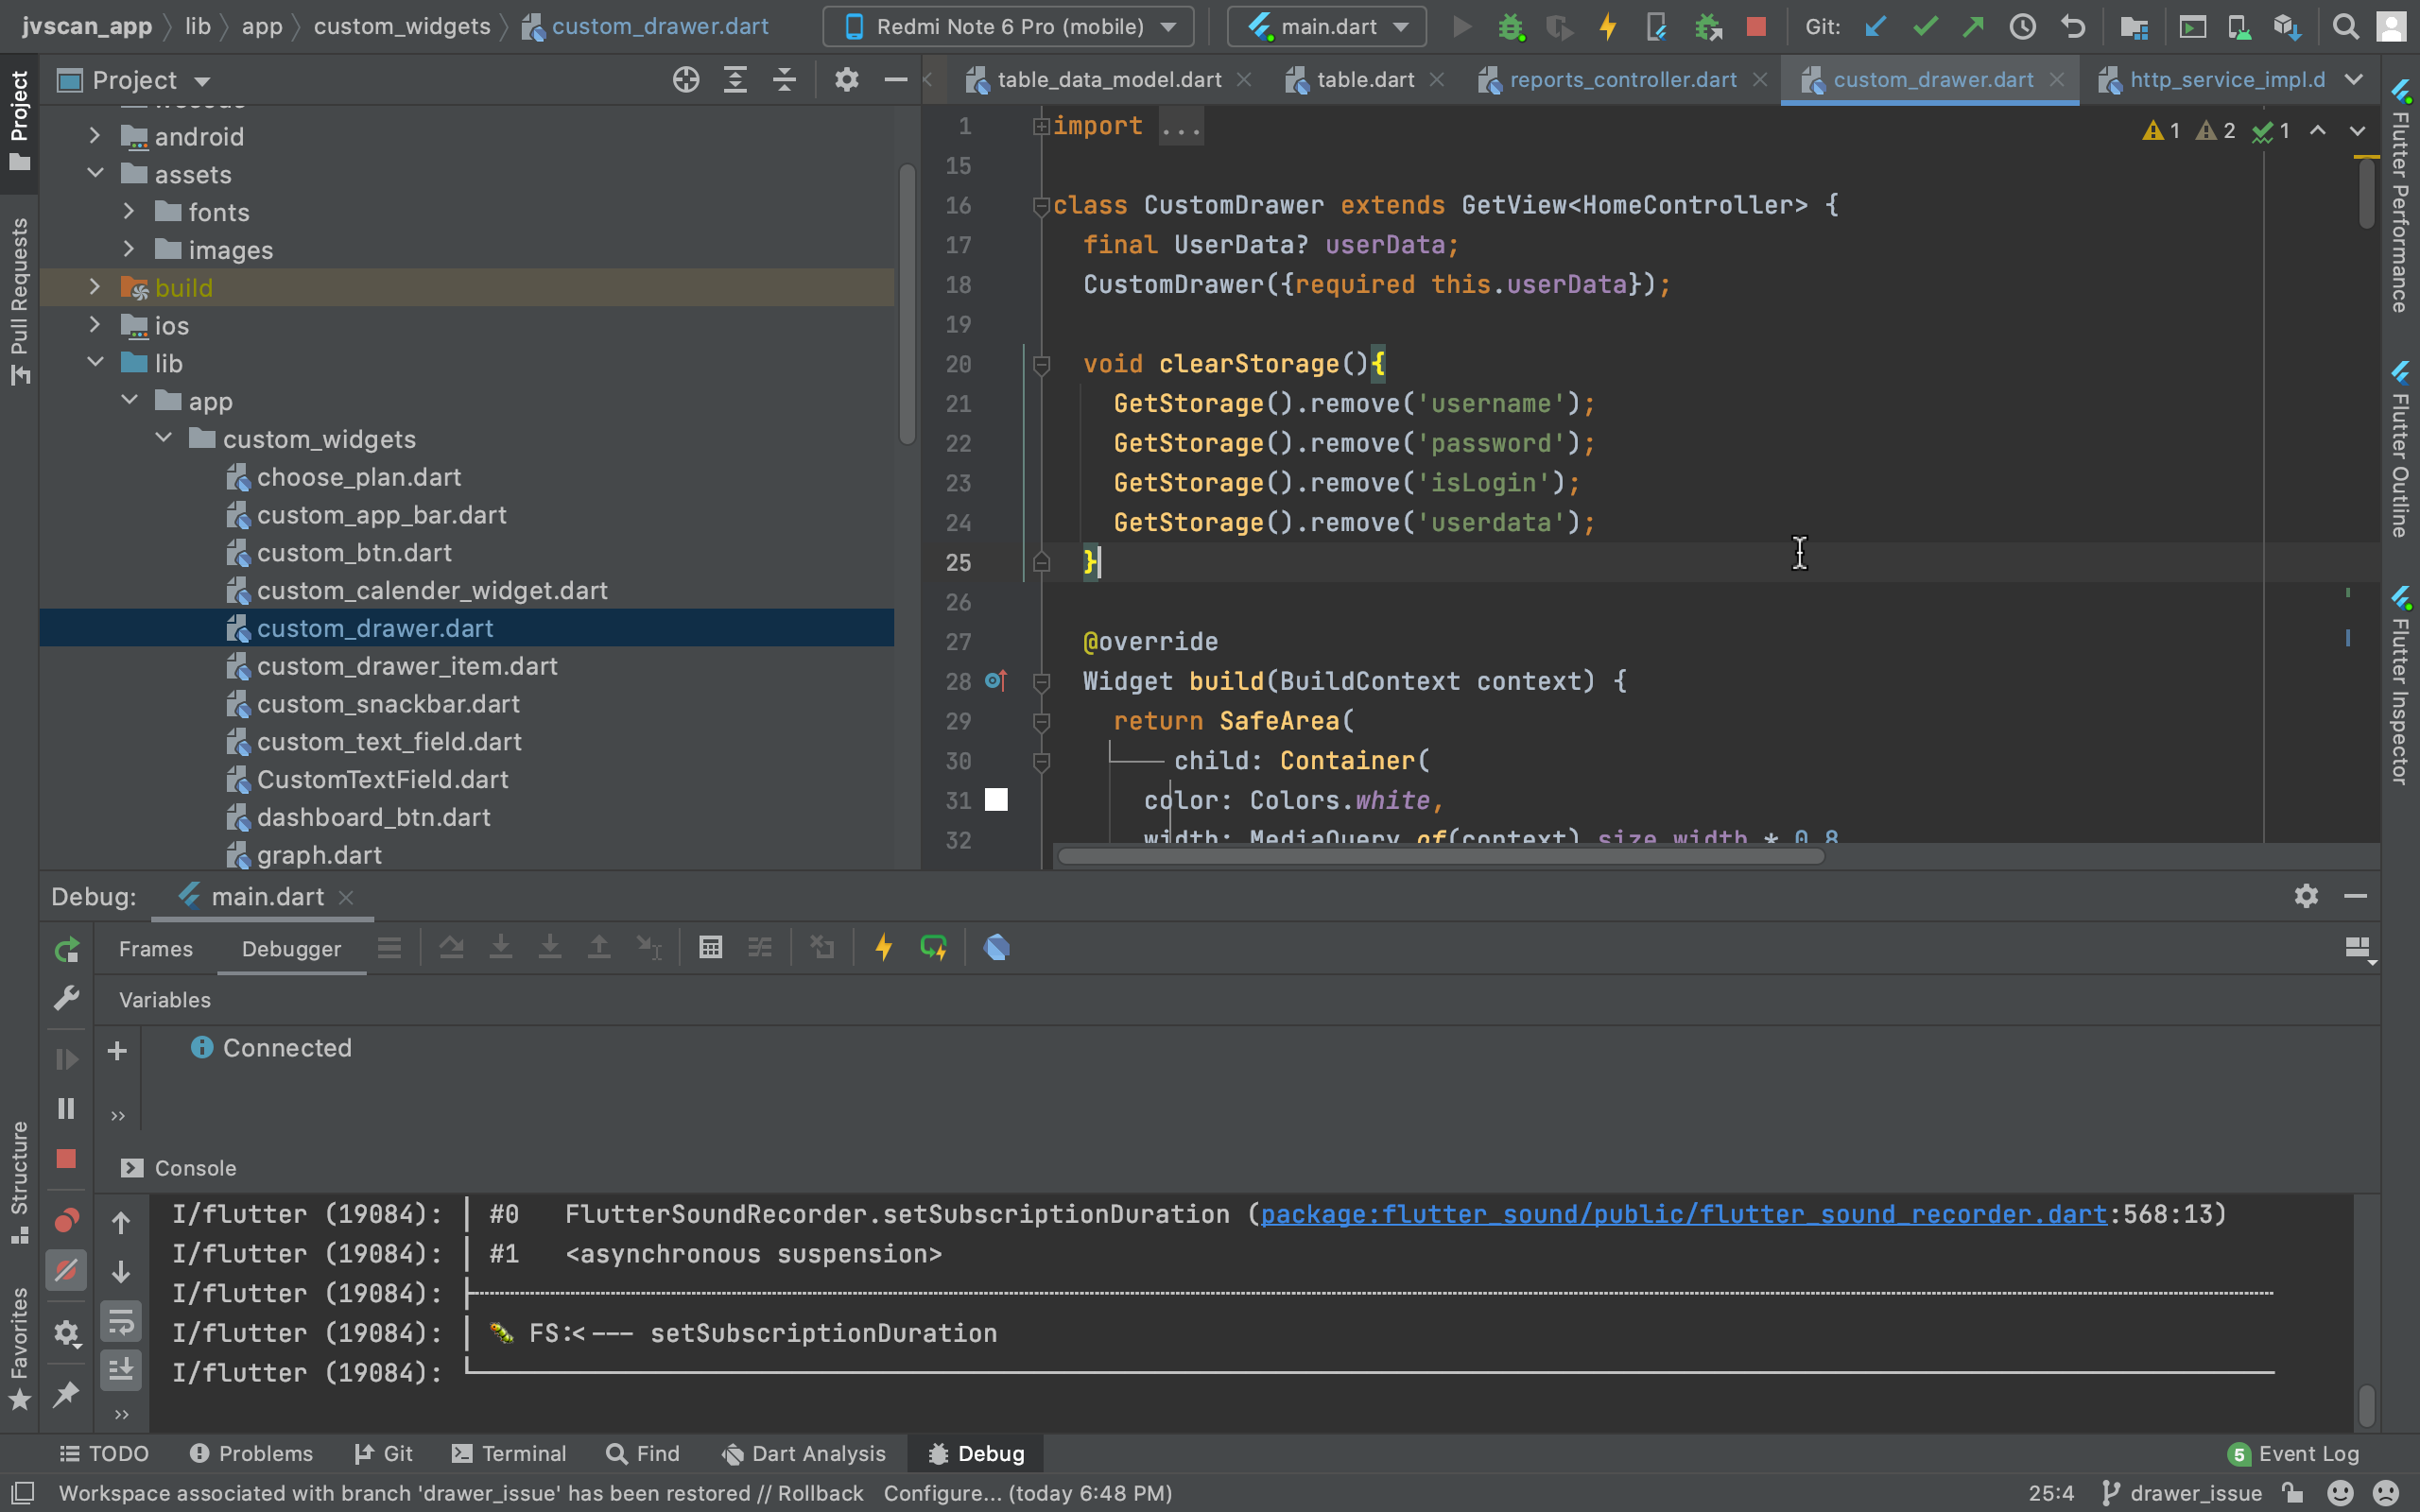 jvscan_app lib app custom_widgets custom_drawer.dart Redmi Note 6 Pro (mobile) main.dart Git:
Project
table_data_model.dart table.dart reports_controller.dart custom_drawer.dart http_service_impl.d
android
assets
fonts
images
build
ios
lib
app
custom_widgets
choose_plan.dart
custom_app_bar.dart
custom_btn.dart
custom_calender_widget.dart
custom_drawer.dart
custom_drawer_item.dart
custom_snackbar.dart
custom_text_field.dart
CustomTextField.dart
dashboard_btn.dart
graph.dart
1 import ...
1 2 1
15
16 class CustomDrawer extends GetView<HomeController> {
17 final UserData? userData;
18 CustomDrawer({required this.userData});
19
20 void clearStorage(){
21 GetStorage().remove('username');
22 GetStorage().remove('password');
23 GetStorage().remove('isLogin');
24 GetStorage().remove('userdata');
25 }
26
27 @override
28 Widget build(BuildContext context) {
29 return SafeArea(
30 child: Container(
31 color: Colors.white,
32 width: MediaQuery.of(context).size.width * 0.8
Project
Pull Requests
Structure
Favorites
Flutter Performance
Flutter Outline
Flutter Inspector
Debug: main.dart
Frames Debugger
Variables
Connected
Console
I/flutter (19084): │ #0 FlutterSoundRecorder.setSubscriptionDuration (package:flutter_sound/public/flutter_sound_recorder.dart:568:13)
I/flutter (19084): │ #1 <asynchronous suspension>
I/flutter (19084):
I/flutter (19084): │ 🐛 FS:<--- setSubscriptionDuration
I/flutter (19084):
TODO Problems Git Terminal Find Dart Analysis Debug 5 Event Log
Workspace associated with branch 'drawer_issue' has been restored // Rollback Configure... (today 6:48 PM) 25:4 drawer_issue